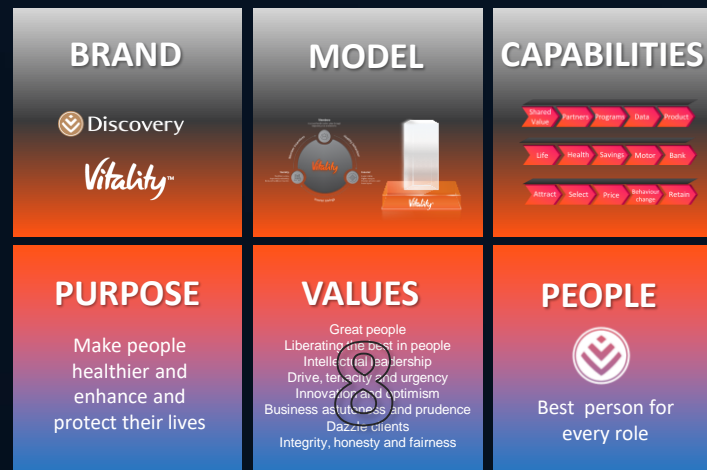 BRAND
Discovery
Vitality™
MODEL
Vitality
Vitality
CAPABILITIES
Shared Value Partners Programs Data Product
Life Health Savings Motor Bank
Attract Select Price Behaviour change Retain
PURPOSE
Make people
healthier and
enhance and
protect their lives
VALUES
8
Great people
Liberating the best in people
Intellectual leadership
Drive, tenacity and urgency
Innovation and optimism
Business astuteness and prudence
Dazzle clients
Integrity, honesty and fairness
PEOPLE
Best person for
every role